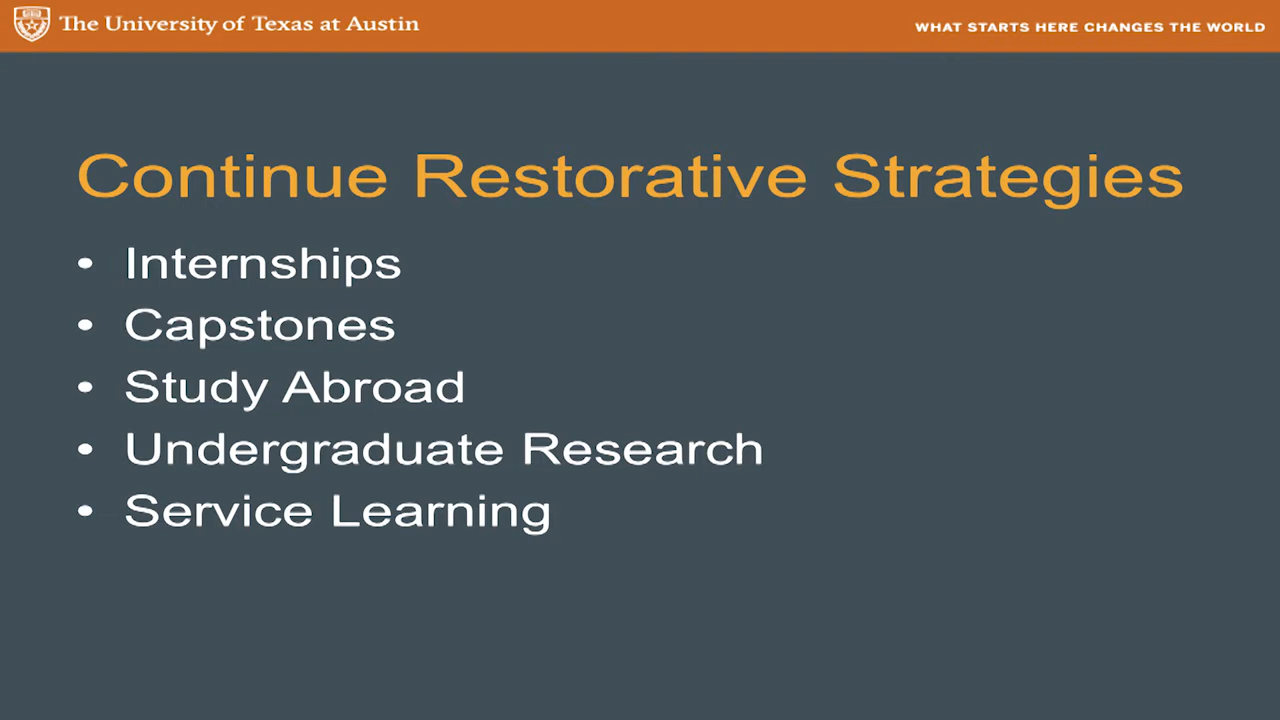 The University of Texas at Austin
WHAT STARTS HERE CHANGES THE WORLD
Continue Restorative Strategies
• Internships
• Capstones
• Study Abroad
• Undergraduate Research
• Service Learning